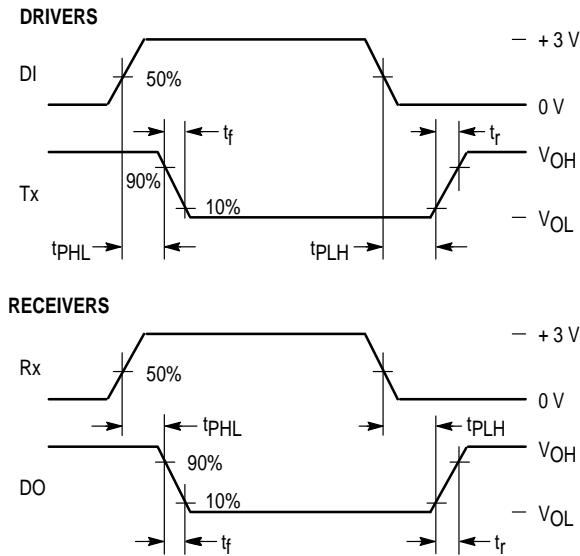 DRIVERS
+ 3 V
DI
50%
0 V
tf
tr
VOH
90%
Tx
10%
VOL
tPHL
tPLH
RECEIVERS
+ 3 V
Rx
50%
0 V
tPHL
tPLH
VOH
90%
DO
10%
VOL
tf
tr